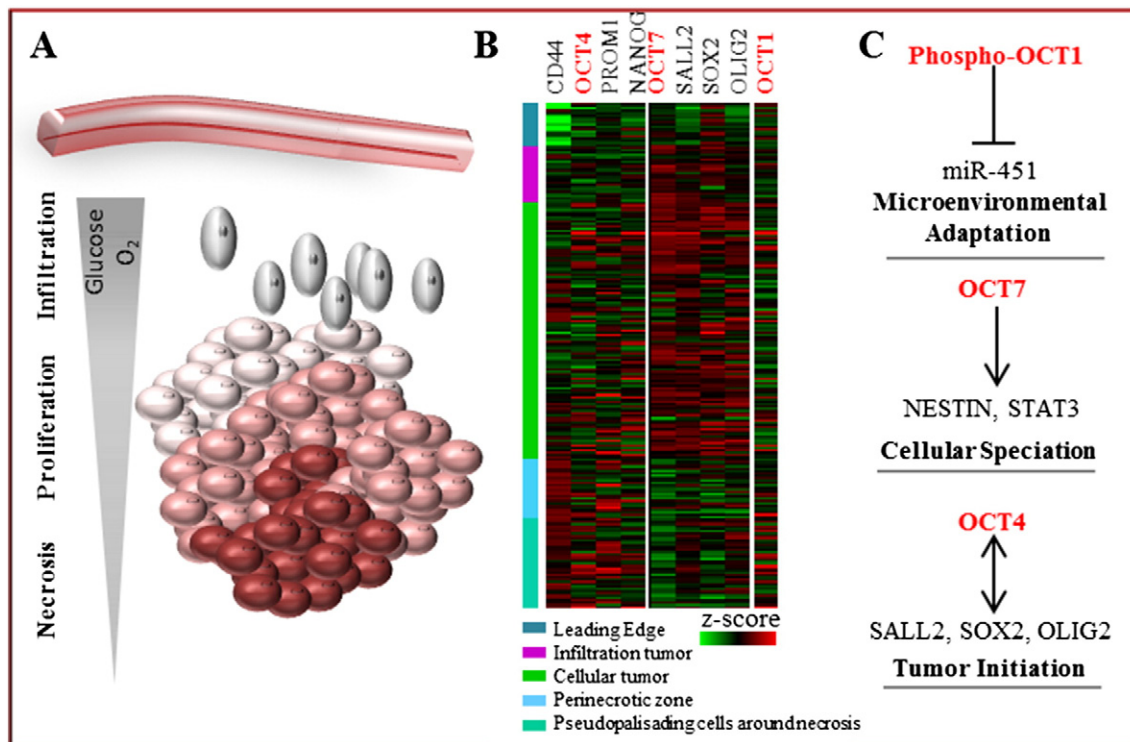 A
Glucose
O2
Infiltration
Proliferation
Necrosis
B
CD44
OCT4
PROM1
NANOG
OCT7
SALL2
SOX2
OLIG2
OCT1
z-score
Leading Edge
Infiltration tumor
Cellular tumor
Perinecrotic zone
Pseudopalisading cells around necrosis
C
Phospho-OCT1
miR-451
Microenvironmental
Adaptation
OCT7
NESTIN, STAT3
Cellular Speciation
OCT4
SALL2, SOX2, OLIG2
Tumor Initiation